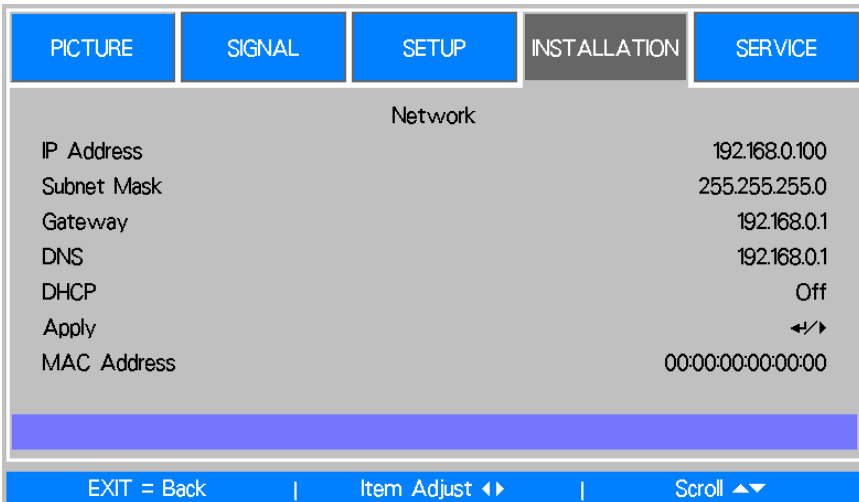 PICTURE SIGNAL SETUP INSTALLATION SERVICE
Network
IP Address 192.168.0.100
Subnet Mask 255.255.255.0
Gateway 192.168.0.1
DNS 192.168.0.1
DHCP Off
Apply ↵/▶
MAC Address 00:00:00:00:00:00
EXIT = Back | Item Adjust ◀▶ | Scroll ▲▼